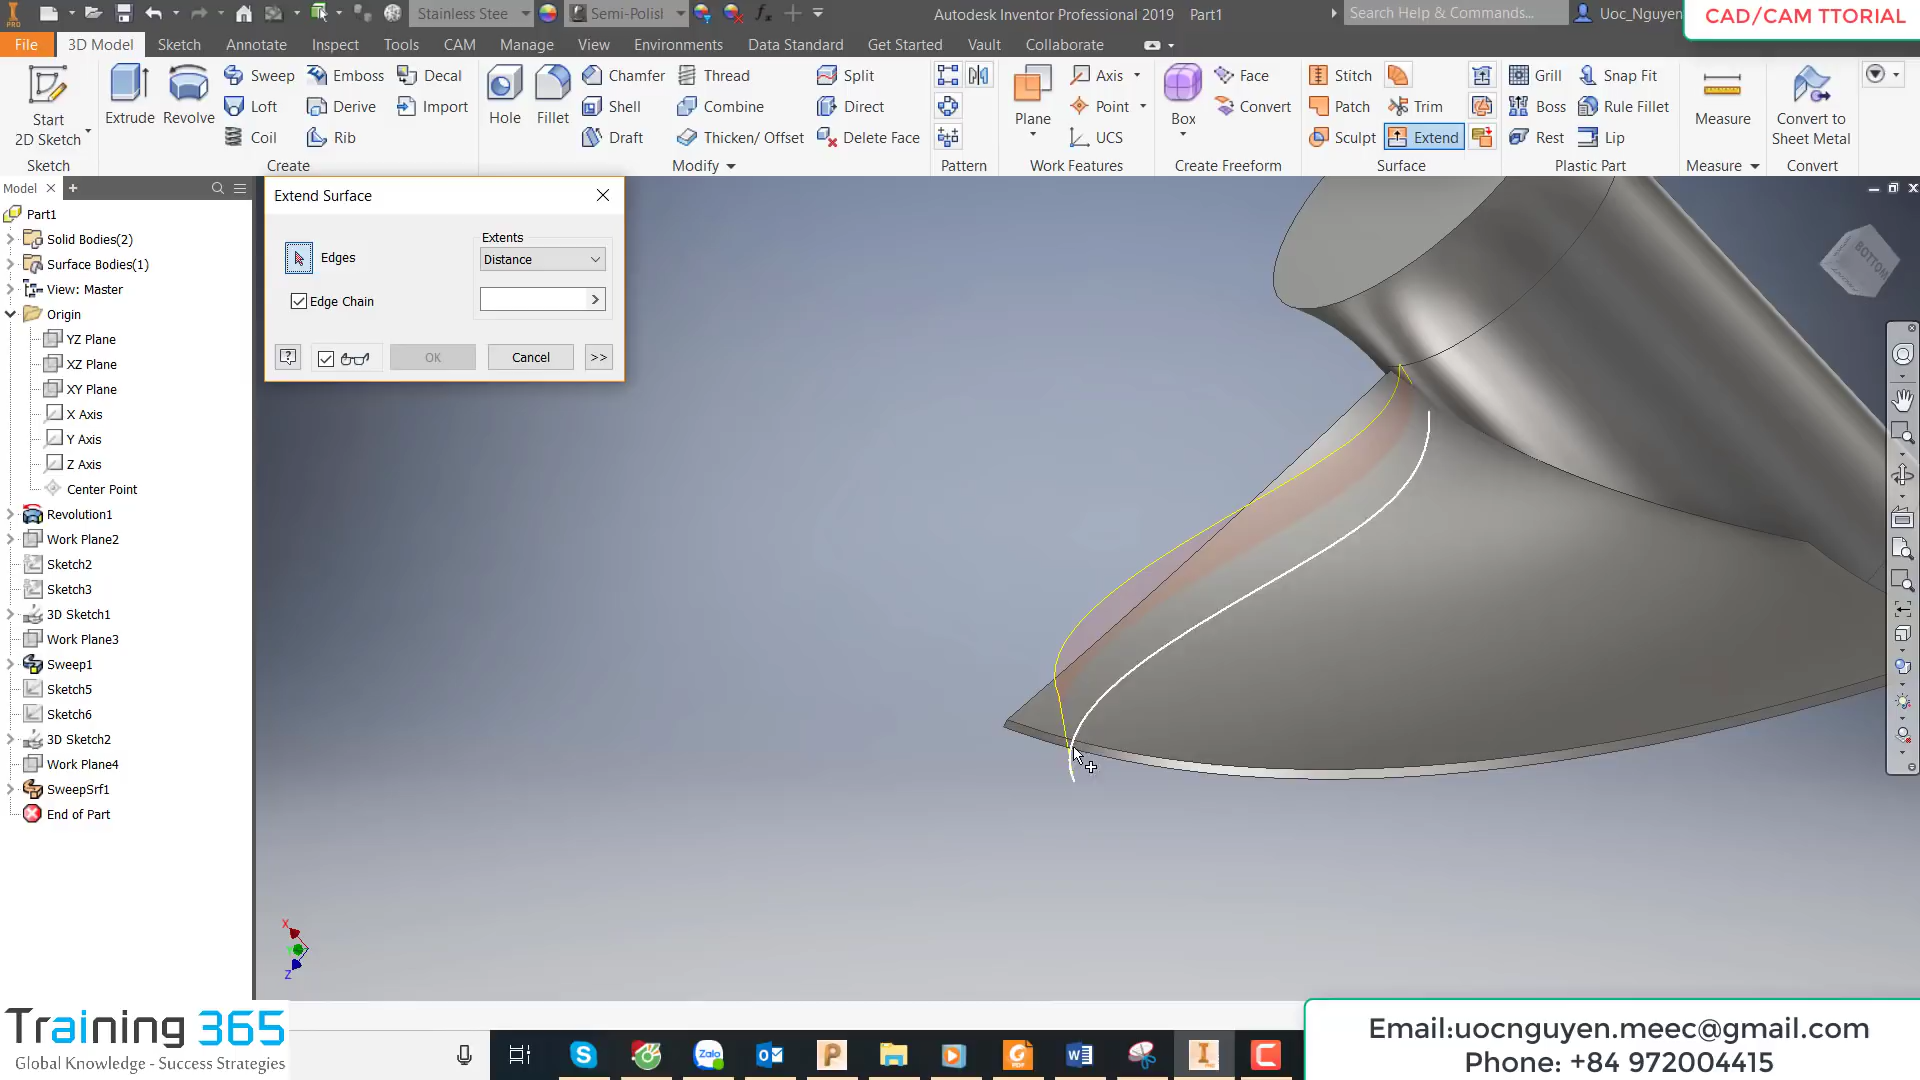 Stainless Stee
Semi-Polisl
Autodesk Inventor Professional 2019 Part1
Search Help & Commands...
Uoc_Nguyen
CAD/CAM TTORIAL
PRO
File
3D Model
Sketch
Annotate
Inspect
Tools
CAM
Manage
View
Environments
Data Standard
Get Started
Vault
Collaborate
Start
2D Sketch
Extrude
Revolve
Sweep
Emboss
Decal
Loft
Derive
Import
Coil
Rib
Hole
Fillet
Chamfer
Thread
Split
Shell
Combine
Direct
Draft
Thicken/ Offset
Delete Face
Plane
Axis
Point
UCS
Box
Face
Convert
Stitch
Patch
Trim
Sculpt
Extend
Grill
Snap Fit
Boss
Rule Fillet
Rest
Lip
Measure
Convert to
Sheet Metal
Sketch
Create
Modify
Pattern
Work Features
Create Freeform
Surface
Plastic Part
Measure
Convert
Model
Part1
Solid Bodies(2)
Surface Bodies(1)
View: Master
Origin
YZ Plane
XZ Plane
XY Plane
X Axis
Y Axis
Z Axis
Center Point
Revolution1
Work Plane2
Sketch2
Sketch3
3D Sketch1
Work Plane3
Sweep1
Sketch5
Sketch6
3D Sketch2
Work Plane4
SweepSrf1
End of Part
Extend Surface
Edges
Edge Chain
Extents
Distance
OK
Cancel
>>
BOTTOM
X
Y
Z
Training 365
Global Knowledge - Success Strategies
Email:uocnguyen.meec@gmail.com
Phone: +84 972004415